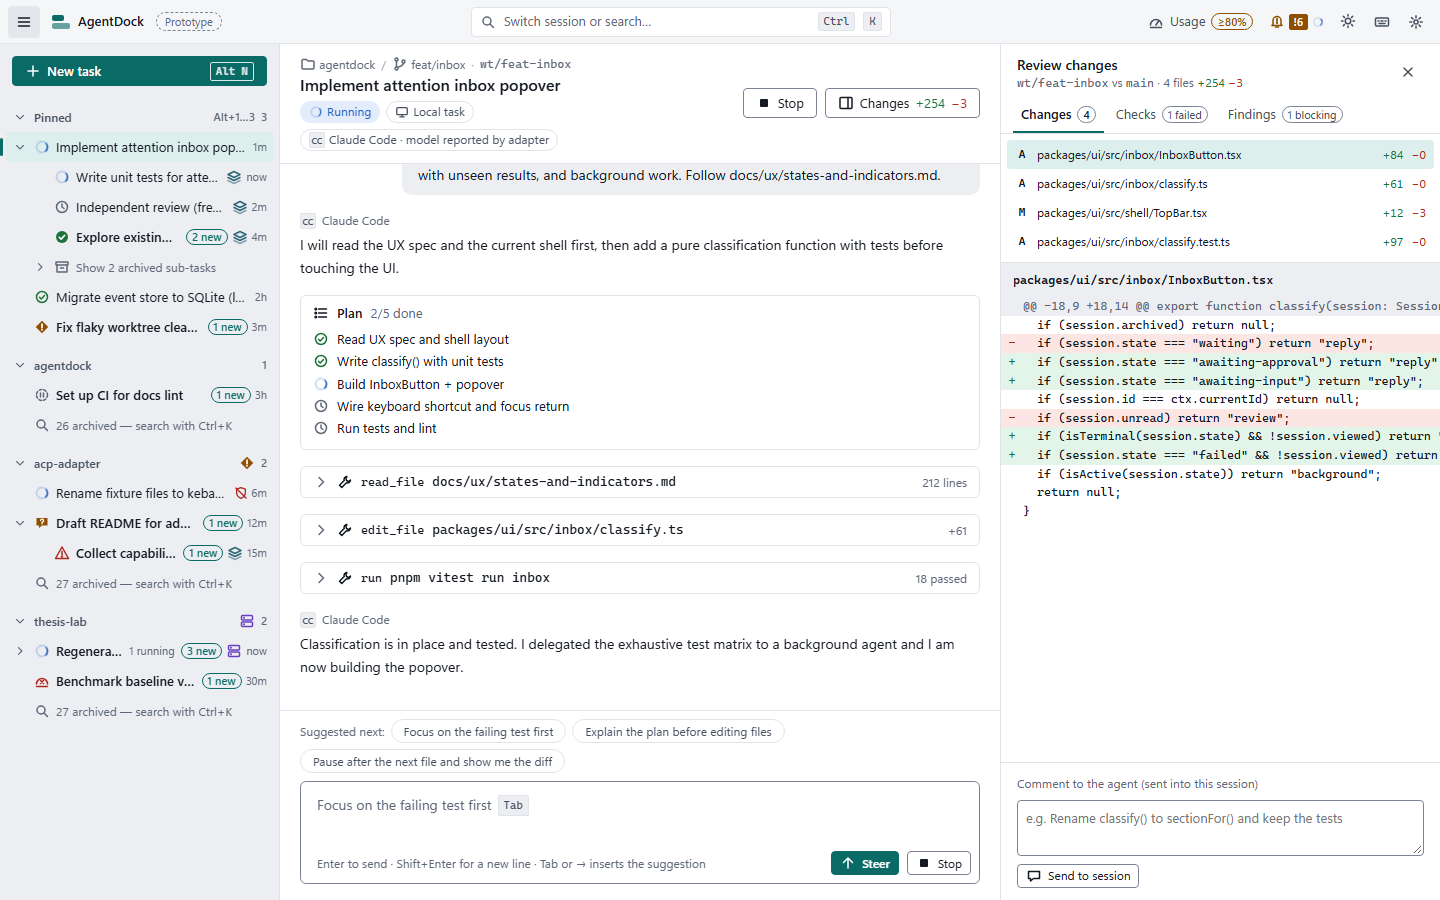 AgentDock Prototype
Switch session or search... Ctrl K
Usage ≥80% !6
New task Alt N
Pinned Alt+1...3 3
Implement attention inbox pop... 1m
Write unit tests for atte... now
Independent review (fre... 2m
Explore existin... 2 new 4m
Show 2 archived sub-tasks
Migrate event store to SQLite (l... 2h
Fix flaky worktree clea... 1 new 3m
agentdock 1
Set up CI for docs lint 1 new 3h
26 archived — search with Ctrl+K
acp-adapter 2
Rename fixture files to keba... 6m
Draft README for ad... 1 new 12m
Collect capabili... 1 new 15m
27 archived — search with Ctrl+K
thesis-lab 2
Regenera... 1 running 3 new now
Benchmark baseline v... 1 new 30m
27 archived — search with Ctrl+K
agentdock / feat/inbox · wt/feat-inbox
Implement attention inbox popover
Running Local task
CC Claude Code · model reported by adapter
Stop
Changes +254 −3
with unseen results, and background work. Follow docs/ux/states-and-indicators.md.
CC Claude Code
I will read the UX spec and the current shell first, then add a pure classification function with tests before
touching the UI.
Plan 2/5 done
Read UX spec and shell layout
Write classify() with unit tests
Build InboxButton + popover
Wire keyboard shortcut and focus return
Run tests and lint
read_file docs/ux/states-and-indicators.md 212 lines
edit_file packages/ui/src/inbox/classify.ts +61
run pnpm vitest run inbox 18 passed
CC Claude Code
Classification is in place and tested. I delegated the exhaustive test matrix to a background agent and I am
now building the popover.
Suggested next: Focus on the failing test first Explain the plan before editing files
Pause after the next file and show me the diff
Focus on the failing test first Tab
Enter to send · Shift+Enter for a new line · Tab or → inserts the suggestion
Steer
Stop
Review changes
wt/feat-inbox vs main · 4 files +254 −3
Changes 4 Checks 1 failed Findings 1 blocking
A packages/ui/src/inbox/InboxButton.tsx +84 −0
A packages/ui/src/inbox/classify.ts +61 −0
M packages/ui/src/shell/TopBar.tsx +12 −3
A packages/ui/src/inbox/classify.test.ts +97 −0
packages/ui/src/inbox/InboxButton.tsx
@@ −18,9 +18,14 @@ export function classify(session: Session
if (session.archived) return null;
− if (session.state === "waiting") return "reply";
+ if (session.state === "awaiting-approval") return "reply"
+ if (session.state === "awaiting-input") return "reply";
if (session.id === ctx.currentId) return null;
− if (session.unread) return "review";
+ if (isTerminal(session.state) && !session.viewed) return "
+ if (session.state === "failed" && !session.viewed) return
if (isActive(session.state)) return "background";
return null;
}
Comment to the agent (sent into this session)
e.g. Rename classify() to sectionFor() and keep the tests
Send to session